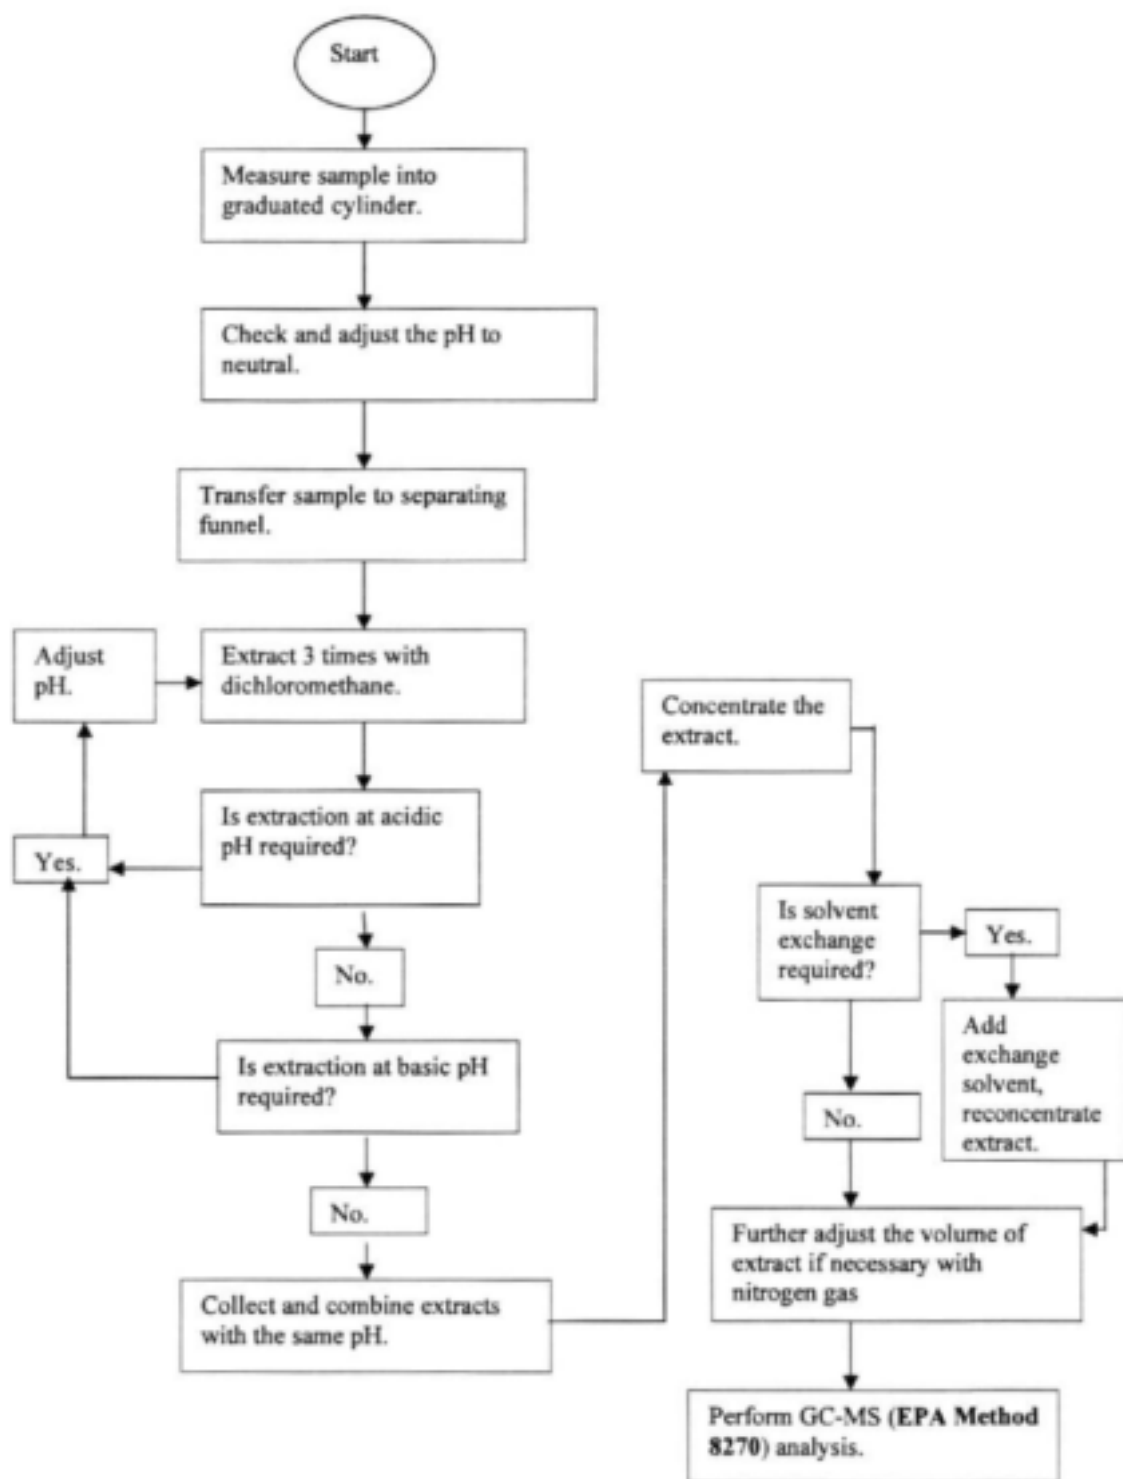 Start
Measure sample into
graduated cylinder.
Check and adjust the pH to
neutral.
Transfer sample to separating
funnel.
Adjust
pH.
Extract 3 times with
dichloromethane.
Is extraction at acidic
pH required?
Yes.
No.
Is extraction at basic pH
required?
No.
Collect and combine extracts
with the same pH.
Concentrate the
extract.
Is solvent
exchange
required?
Yes.
Add
exchange
solvent,
reconcentrate
extract.
No.
Further adjust the volume of
extract if necessary with
nitrogen gas
Perform GC-MS (EPA Method
8270) analysis.